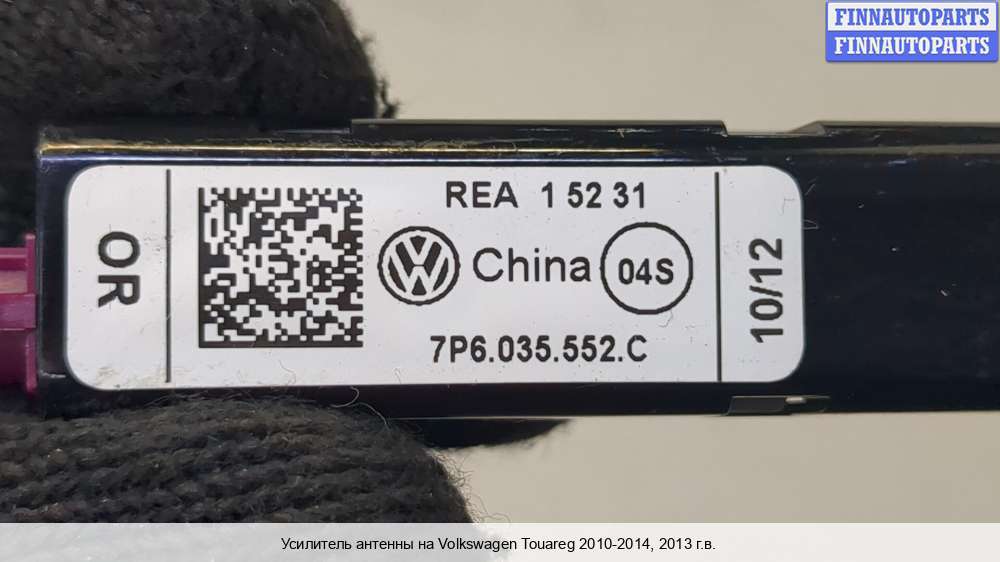 FINNAUTOPARTS
FINNAUTOPARTS
OR
REA 1 52 31
China 04S
7P6.035.552.C
10/12
Усилитель антенны на Volkswagen Touareg 2010-2014, 2013 г.в.